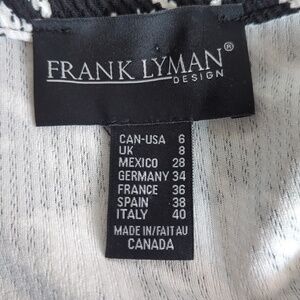 FRANK LYMAN®
DESIGN
CAN-USA 6
UK 8
MEXICO 28
GERMANY 34
FRANCE 36
SPAIN 38
ITALY 40
MADE IN/FAIT AU
CANADA